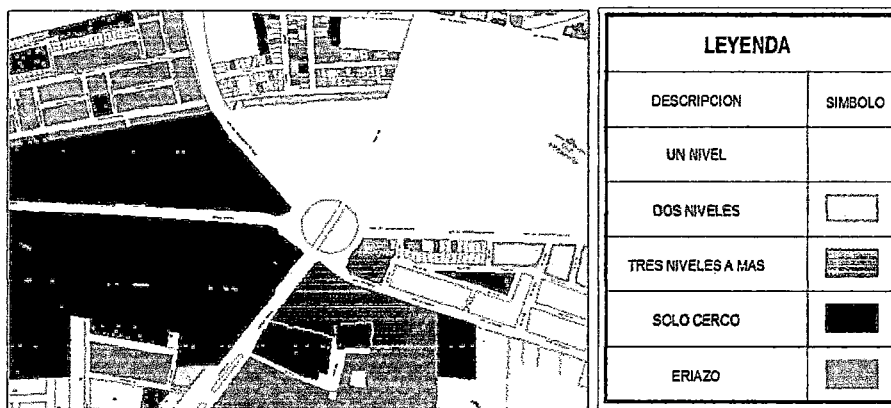 LEYENDA
DESCRIPCION SIMBOLO
UN NIVEL
DOS NIVELES
TRES NIVELES A MAS
SOLO CERCO
ERIAZO